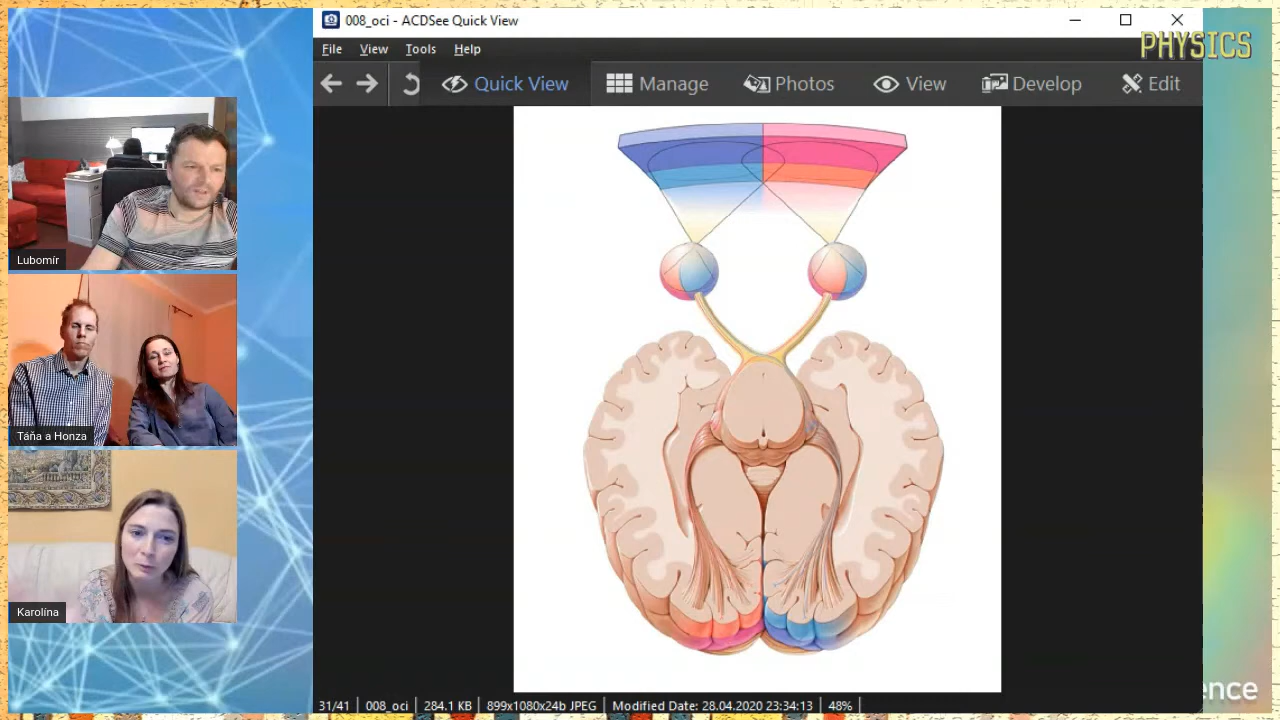 008_oci - ACDSee Quick View
PHYSICS
File View Tools Help
Quick View Manage Photos View Develop Edit
Lubomír
Táňa a Honza
Karolína
31/41 008_oci 284.1 KB 899x1080x24b JPEG Modified Date: 28.04.2020 23:34:13 48%